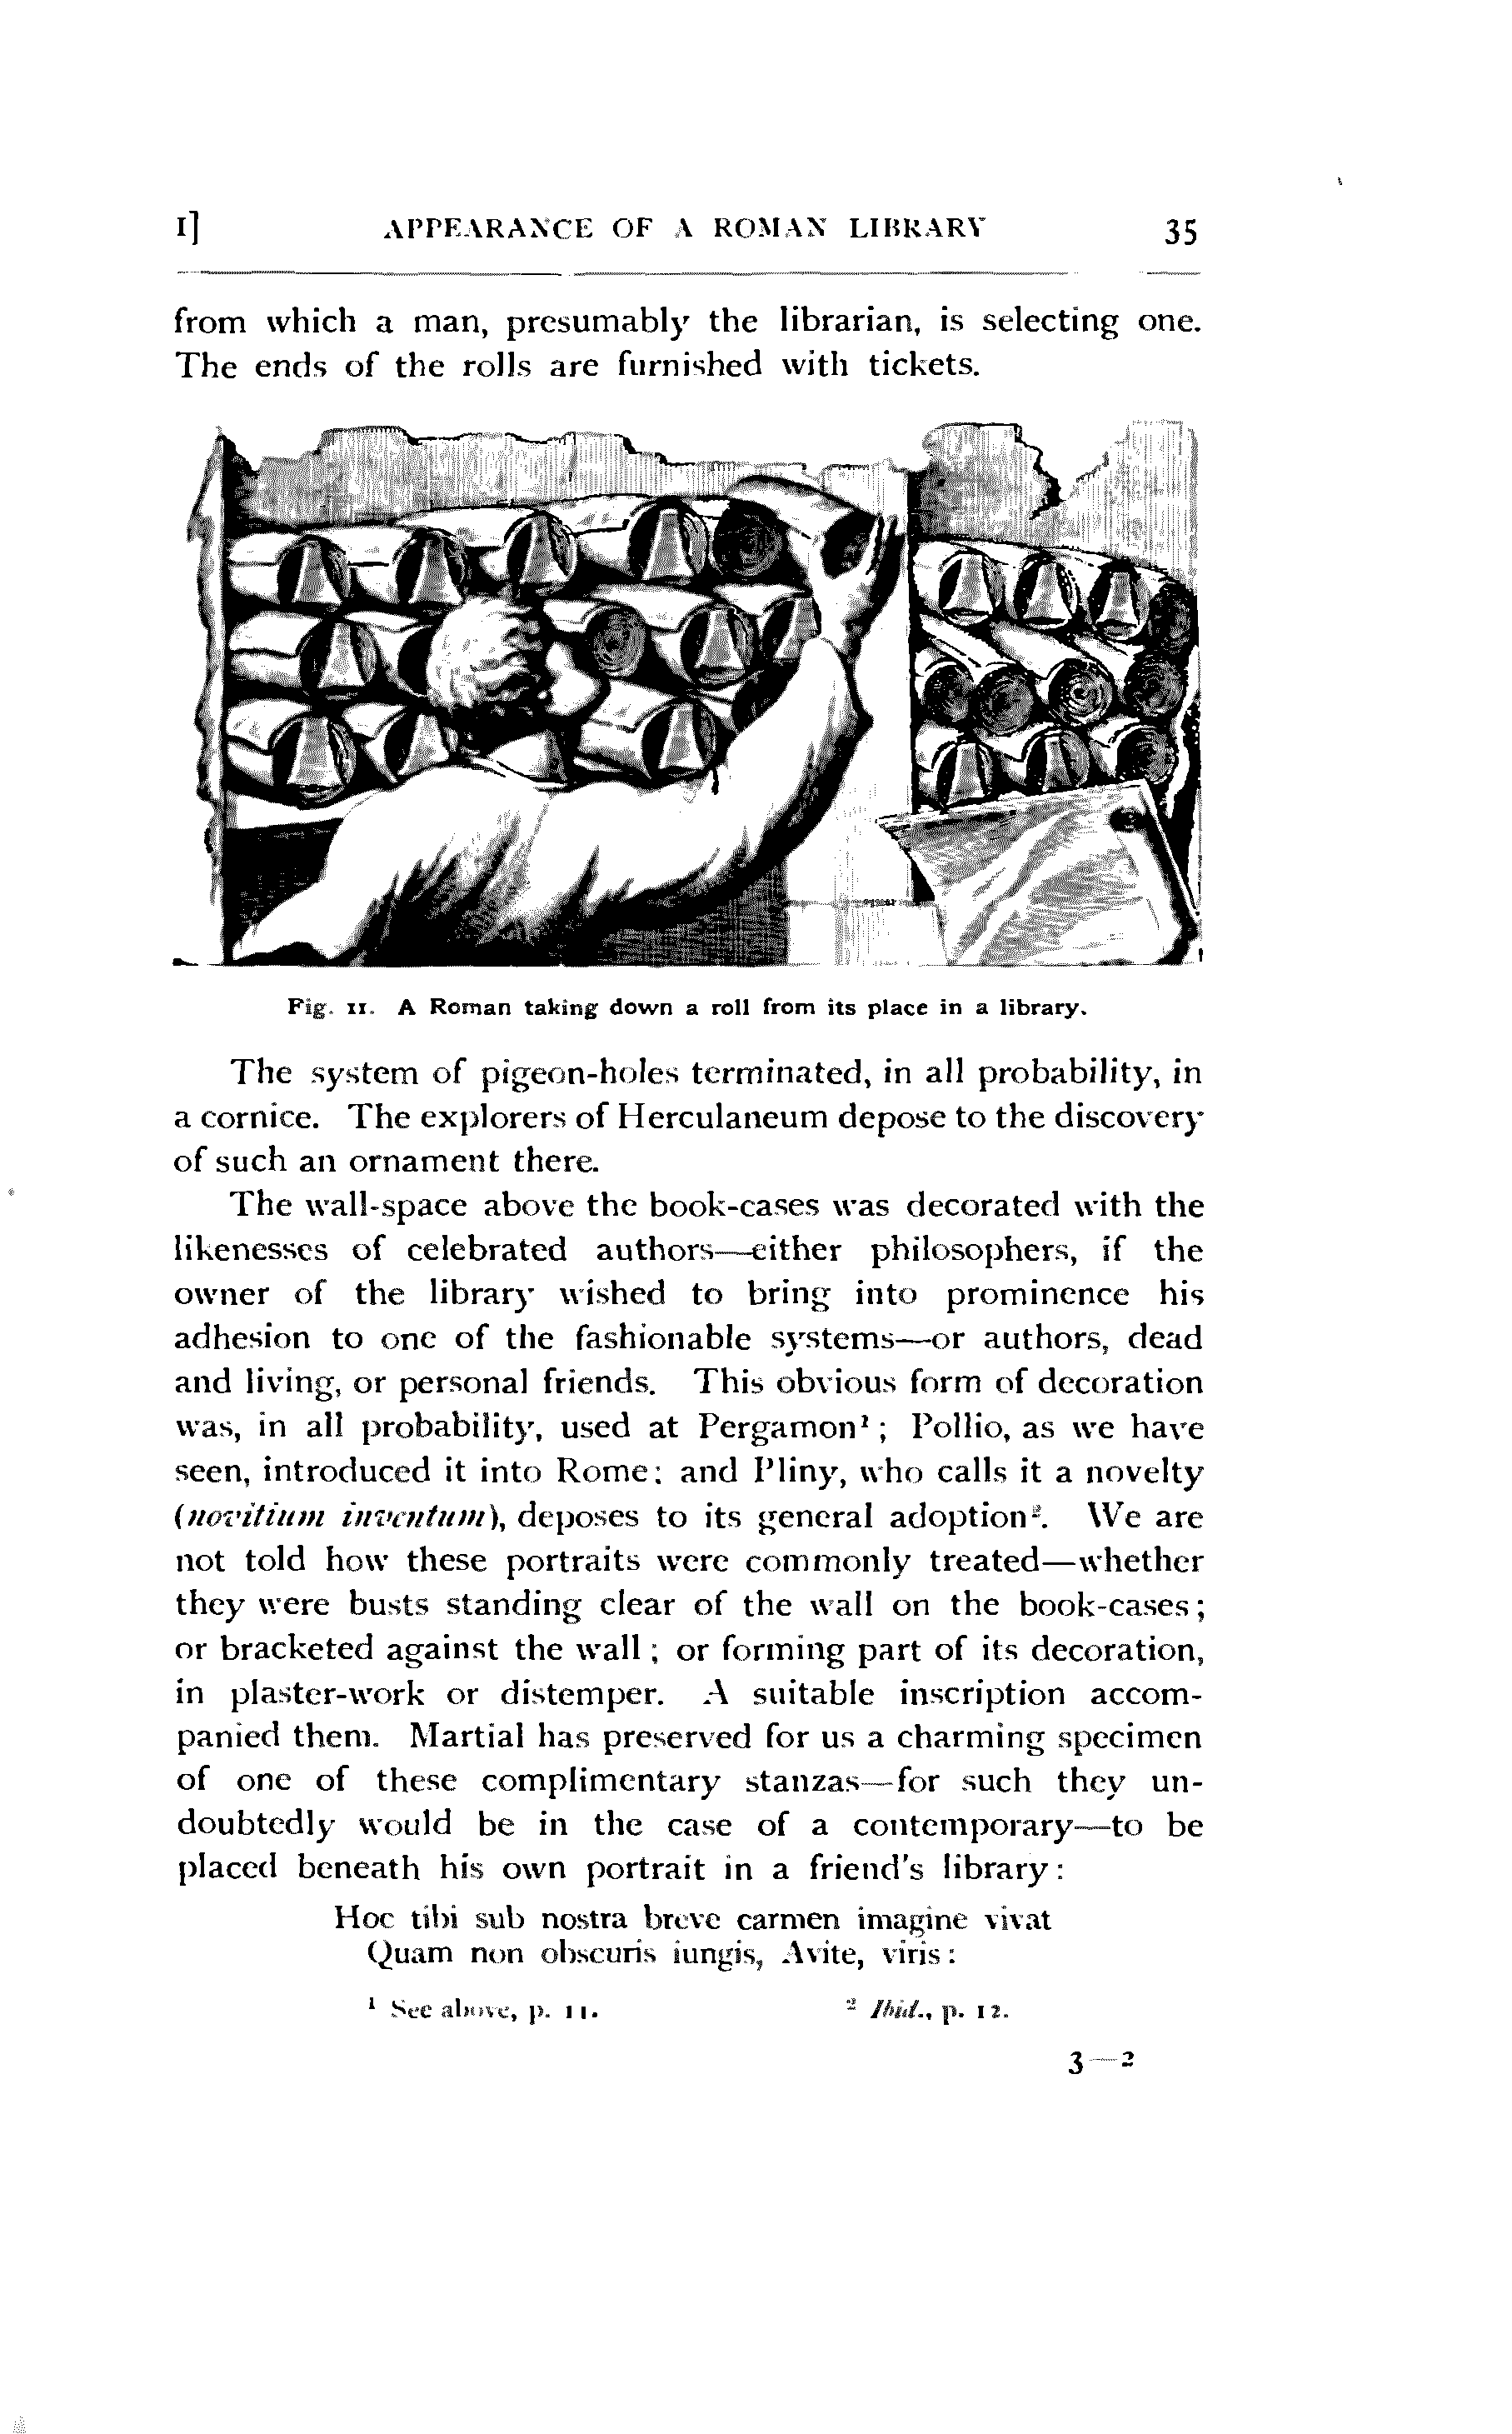 I] APPEARANCE OF A ROMAN LIBRARY 35
from which a man, presumably the librarian, is selecting one.
The ends of the rolls are furnished with tickets.
Fig. 11. A Roman taking down a roll from its place in a library.
The system of pigeon-holes terminated, in all probability, in
a cornice. The explorers of Herculaneum depose to the discovery
of such an ornament there.
The wall-space above the book-cases was decorated with the
likenesses of celebrated authors—either philosophers, if the
owner of the library wished to bring into prominence his
adhesion to one of the fashionable systems—or authors, dead
and living, or personal friends. This obvious form of decoration
was, in all probability, used at Pergamon¹; Pollio, as we have
seen, introduced it into Rome: and Pliny, who calls it a novelty
(novitium inventum), deposes to its general adoption². We are
not told how these portraits were commonly treated—whether
they were busts standing clear of the wall on the book-cases;
or bracketed against the wall; or forming part of its decoration,
in plaster-work or distemper. A suitable inscription accom-
panied them. Martial has preserved for us a charming specimen
of one of these complimentary stanzas—for such they un-
doubtedly would be in the case of a contemporary—to be
placed beneath his own portrait in a friend's library:
Hoc tibi sub nostra breve carmen imagine vivat
Quam non obscuris iungis, Avite, viris:
¹ See above, p. 11. ² Ibid., p. 12.
3—2